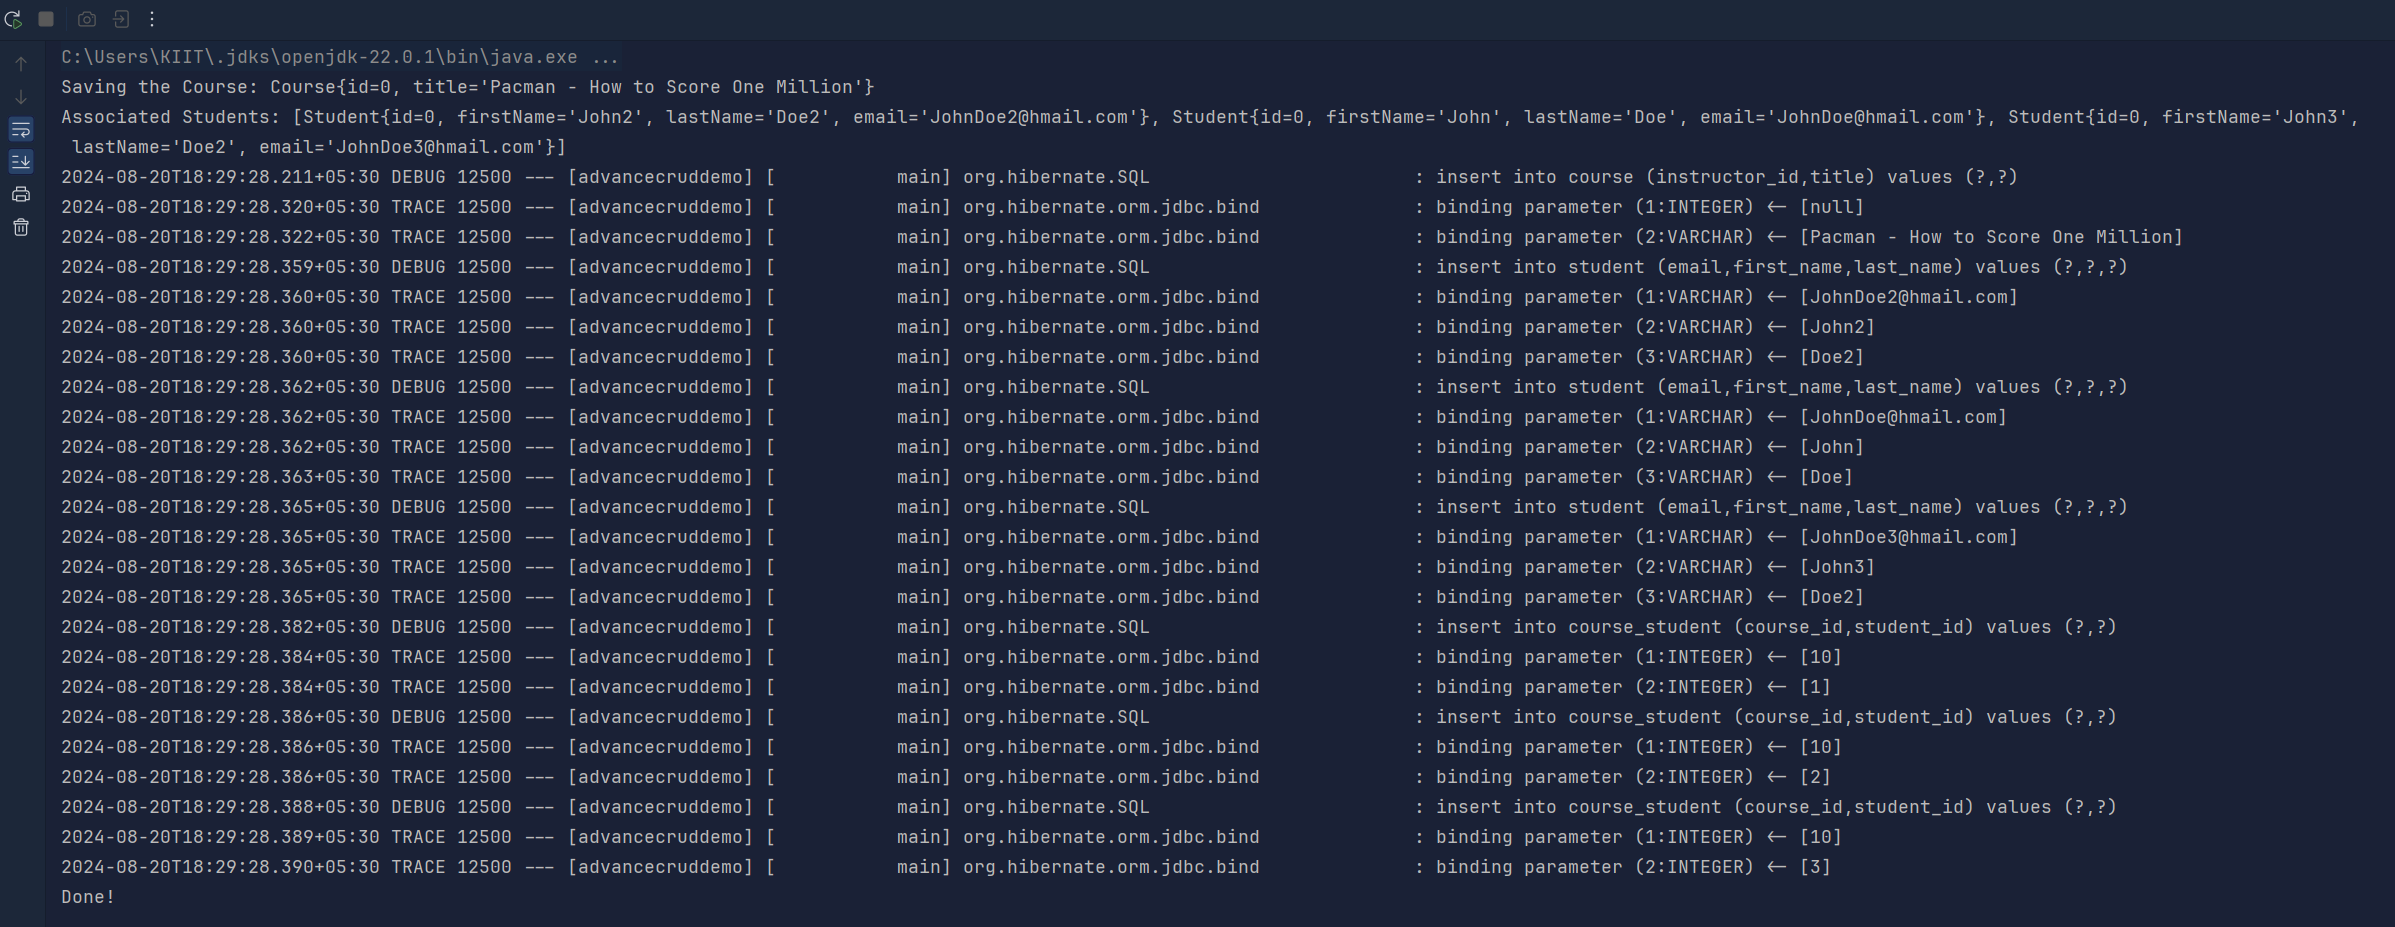 C:\Users\KIIT\.jdks\openjdk-22.0.1\bin\java.exe ...
Saving the Course: Course{id=0, title='Pacman - How to Score One Million'}
Associated Students: [Student{id=0, firstName='John2', lastName='Doe2', email='JohnDoe2@hmail.com'}, Student{id=0, firstName='John', lastName='Doe', email='JohnDoe@hmail.com'}, Student{id=0, firstName='John3',
lastName='Doe2', email='JohnDoe3@hmail.com'}]
2024-08-20T18:29:28.211+05:30 DEBUG 12500 --- [advancecruddemo] [           main] org.hibernate.SQL                        : insert into course (instructor_id,title) values (?,?)
2024-08-20T18:29:28.320+05:30 TRACE 12500 --- [advancecruddemo] [           main] org.hibernate.orm.jdbc.bind              : binding parameter (1:INTEGER) <- [null]
2024-08-20T18:29:28.322+05:30 TRACE 12500 --- [advancecruddemo] [           main] org.hibernate.orm.jdbc.bind              : binding parameter (2:VARCHAR) <- [Pacman - How to Score One Million]
2024-08-20T18:29:28.359+05:30 DEBUG 12500 --- [advancecruddemo] [           main] org.hibernate.SQL                        : insert into student (email,first_name,last_name) values (?,?,?)
2024-08-20T18:29:28.360+05:30 TRACE 12500 --- [advancecruddemo] [           main] org.hibernate.orm.jdbc.bind              : binding parameter (1:VARCHAR) <- [JohnDoe2@hmail.com]
2024-08-20T18:29:28.360+05:30 TRACE 12500 --- [advancecruddemo] [           main] org.hibernate.orm.jdbc.bind              : binding parameter (2:VARCHAR) <- [John2]
2024-08-20T18:29:28.360+05:30 TRACE 12500 --- [advancecruddemo] [           main] org.hibernate.orm.jdbc.bind              : binding parameter (3:VARCHAR) <- [Doe2]
2024-08-20T18:29:28.362+05:30 DEBUG 12500 --- [advancecruddemo] [           main] org.hibernate.SQL                        : insert into student (email,first_name,last_name) values (?,?,?)
2024-08-20T18:29:28.362+05:30 TRACE 12500 --- [advancecruddemo] [           main] org.hibernate.orm.jdbc.bind              : binding parameter (1:VARCHAR) <- [JohnDoe@hmail.com]
2024-08-20T18:29:28.362+05:30 TRACE 12500 --- [advancecruddemo] [           main] org.hibernate.orm.jdbc.bind              : binding parameter (2:VARCHAR) <- [John]
2024-08-20T18:29:28.363+05:30 TRACE 12500 --- [advancecruddemo] [           main] org.hibernate.orm.jdbc.bind              : binding parameter (3:VARCHAR) <- [Doe]
2024-08-20T18:29:28.365+05:30 DEBUG 12500 --- [advancecruddemo] [           main] org.hibernate.SQL                        : insert into student (email,first_name,last_name) values (?,?,?)
2024-08-20T18:29:28.365+05:30 TRACE 12500 --- [advancecruddemo] [           main] org.hibernate.orm.jdbc.bind              : binding parameter (1:VARCHAR) <- [JohnDoe3@hmail.com]
2024-08-20T18:29:28.365+05:30 TRACE 12500 --- [advancecruddemo] [           main] org.hibernate.orm.jdbc.bind              : binding parameter (2:VARCHAR) <- [John3]
2024-08-20T18:29:28.365+05:30 TRACE 12500 --- [advancecruddemo] [           main] org.hibernate.orm.jdbc.bind              : binding parameter (3:VARCHAR) <- [Doe2]
2024-08-20T18:29:28.382+05:30 DEBUG 12500 --- [advancecruddemo] [           main] org.hibernate.SQL                        : insert into course_student (course_id,student_id) values (?,?)
2024-08-20T18:29:28.384+05:30 TRACE 12500 --- [advancecruddemo] [           main] org.hibernate.orm.jdbc.bind              : binding parameter (1:INTEGER) <- [10]
2024-08-20T18:29:28.384+05:30 TRACE 12500 --- [advancecruddemo] [           main] org.hibernate.orm.jdbc.bind              : binding parameter (2:INTEGER) <- [1]
2024-08-20T18:29:28.386+05:30 DEBUG 12500 --- [advancecruddemo] [           main] org.hibernate.SQL                        : insert into course_student (course_id,student_id) values (?,?)
2024-08-20T18:29:28.386+05:30 TRACE 12500 --- [advancecruddemo] [           main] org.hibernate.orm.jdbc.bind              : binding parameter (1:INTEGER) <- [10]
2024-08-20T18:29:28.386+05:30 TRACE 12500 --- [advancecruddemo] [           main] org.hibernate.orm.jdbc.bind              : binding parameter (2:INTEGER) <- [2]
2024-08-20T18:29:28.388+05:30 DEBUG 12500 --- [advancecruddemo] [           main] org.hibernate.SQL                        : insert into course_student (course_id,student_id) values (?,?)
2024-08-20T18:29:28.389+05:30 TRACE 12500 --- [advancecruddemo] [           main] org.hibernate.orm.jdbc.bind              : binding parameter (1:INTEGER) <- [10]
2024-08-20T18:29:28.390+05:30 TRACE 12500 --- [advancecruddemo] [           main] org.hibernate.orm.jdbc.bind              : binding parameter (2:INTEGER) <- [3]
Done!